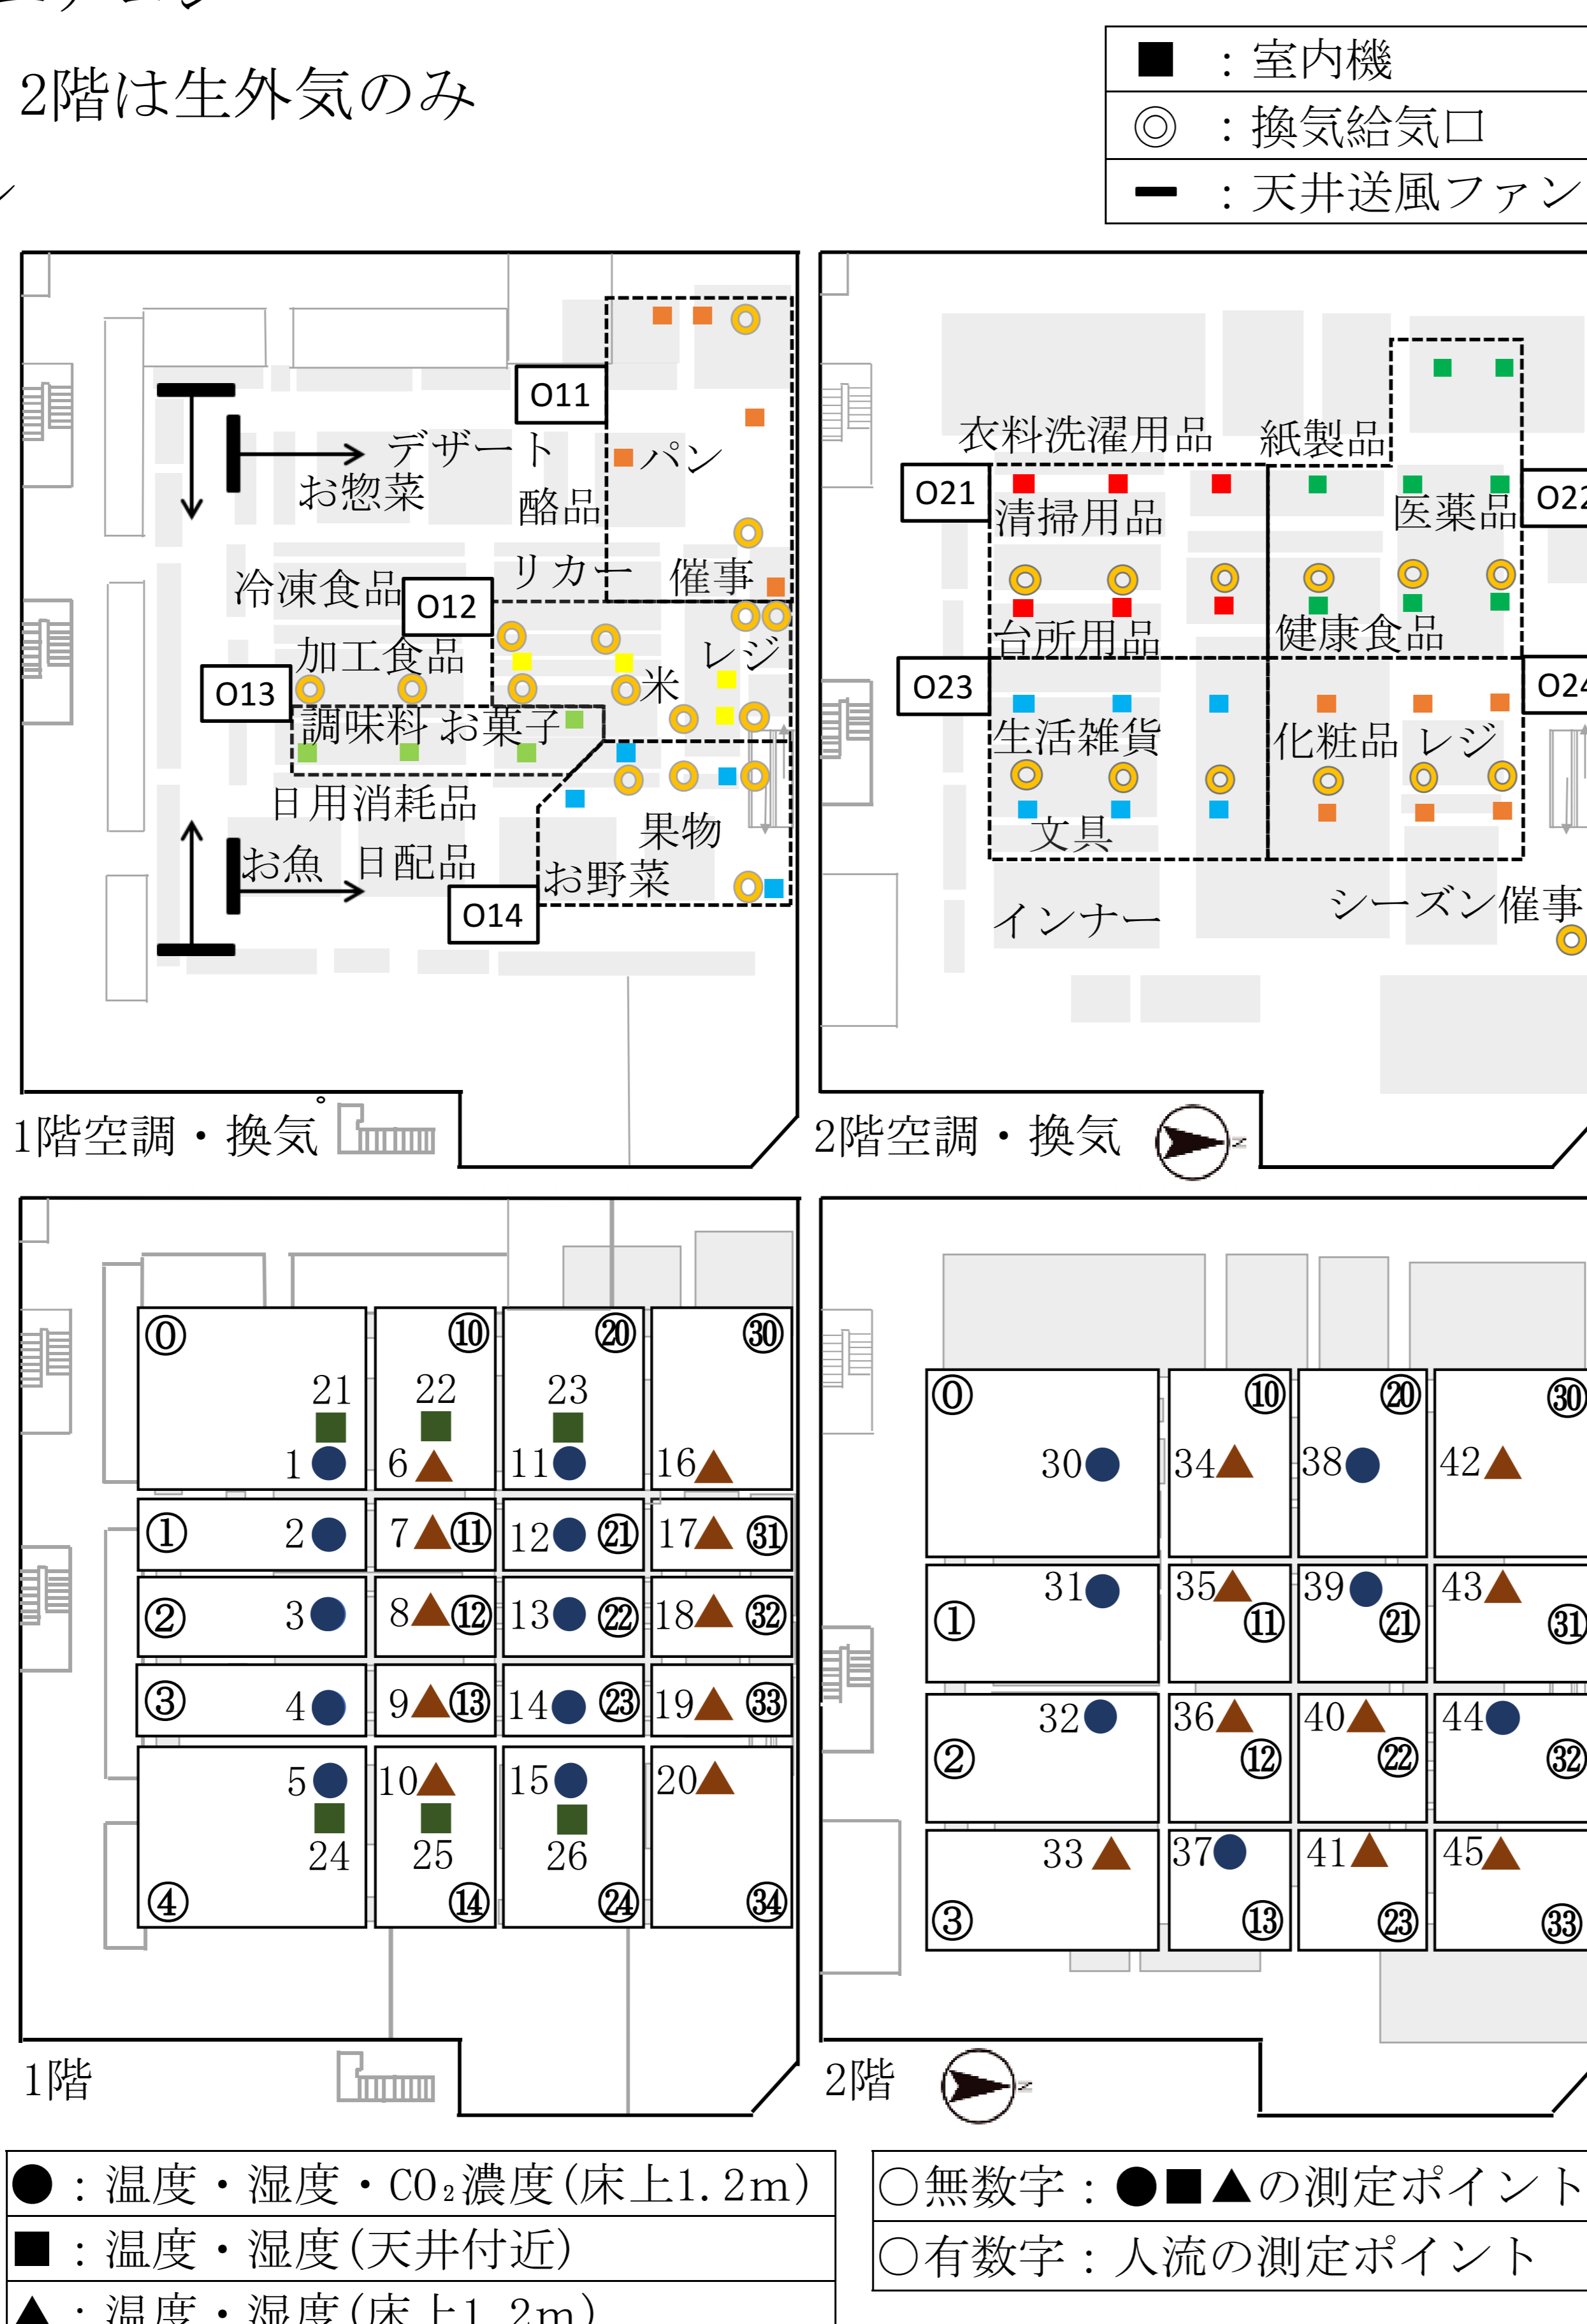 2階は生外気のみ
■ : 室内機
◎ : 換気給気口
━ : 天井送風ファン
O11
デザート
パン
お惣菜
酪品
リカー
催事
冷凍食品
O12
加工食品
レジ
O13
米
調味料
お菓子
日用消耗品
果物
お魚
日配品
お野菜
O14
1階空調・換気
衣料洗濯用品
紙製品
O21
清掃用品
医薬品
台所用品
健康食品
O23
O24
生活雑貨
化粧品
レジ
文具
インナー
シーズン催事
2階空調・換気
⓪ ⑩ ⑳ ㉚
21 22 23
1 6 11 16
① 2 7 ⑪ 12 ㉑ 17 ㉛
② 3 8 ⑫ 13 ㉒ 18 ㉜
③ 4 9 ⑬ 14 ㉓ 19 ㉝
5 10 15 20
24 25 26
④ ⑭ ㉔ ㉞
1階
⓪ ⑩ ⑳ ㉚
30 34 38 42
31 35 39 43
① ⑪ ㉑ ㉛
32 36 40 44
② ⑫ ㉒ ㉜
33 37 41 45
③ ⑬ ㉓ ㉝
2階
● : 温度・湿度・CO₂濃度(床上1.2m)
■ : 温度・湿度(天井付近)
▲ : 温度・湿度(床上1.2m)
○無数字 : ●■▲の測定ポイント
○有数字 : 人流の測定ポイント